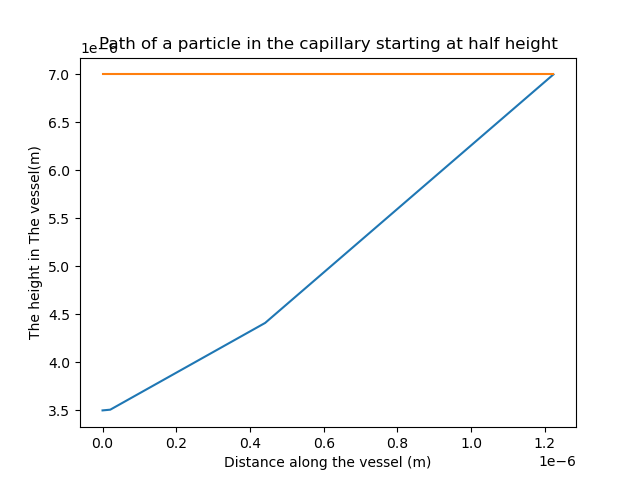 Path of a particle in the capillary starting at half height
1e−6
7.0
6.5
6.0
5.5
5.0
4.5
4.0
3.5
The height in The vessel(m)
0.0 0.2 0.4 0.6 0.8 1.0 1.2
1e−6
Distance along the vessel (m)